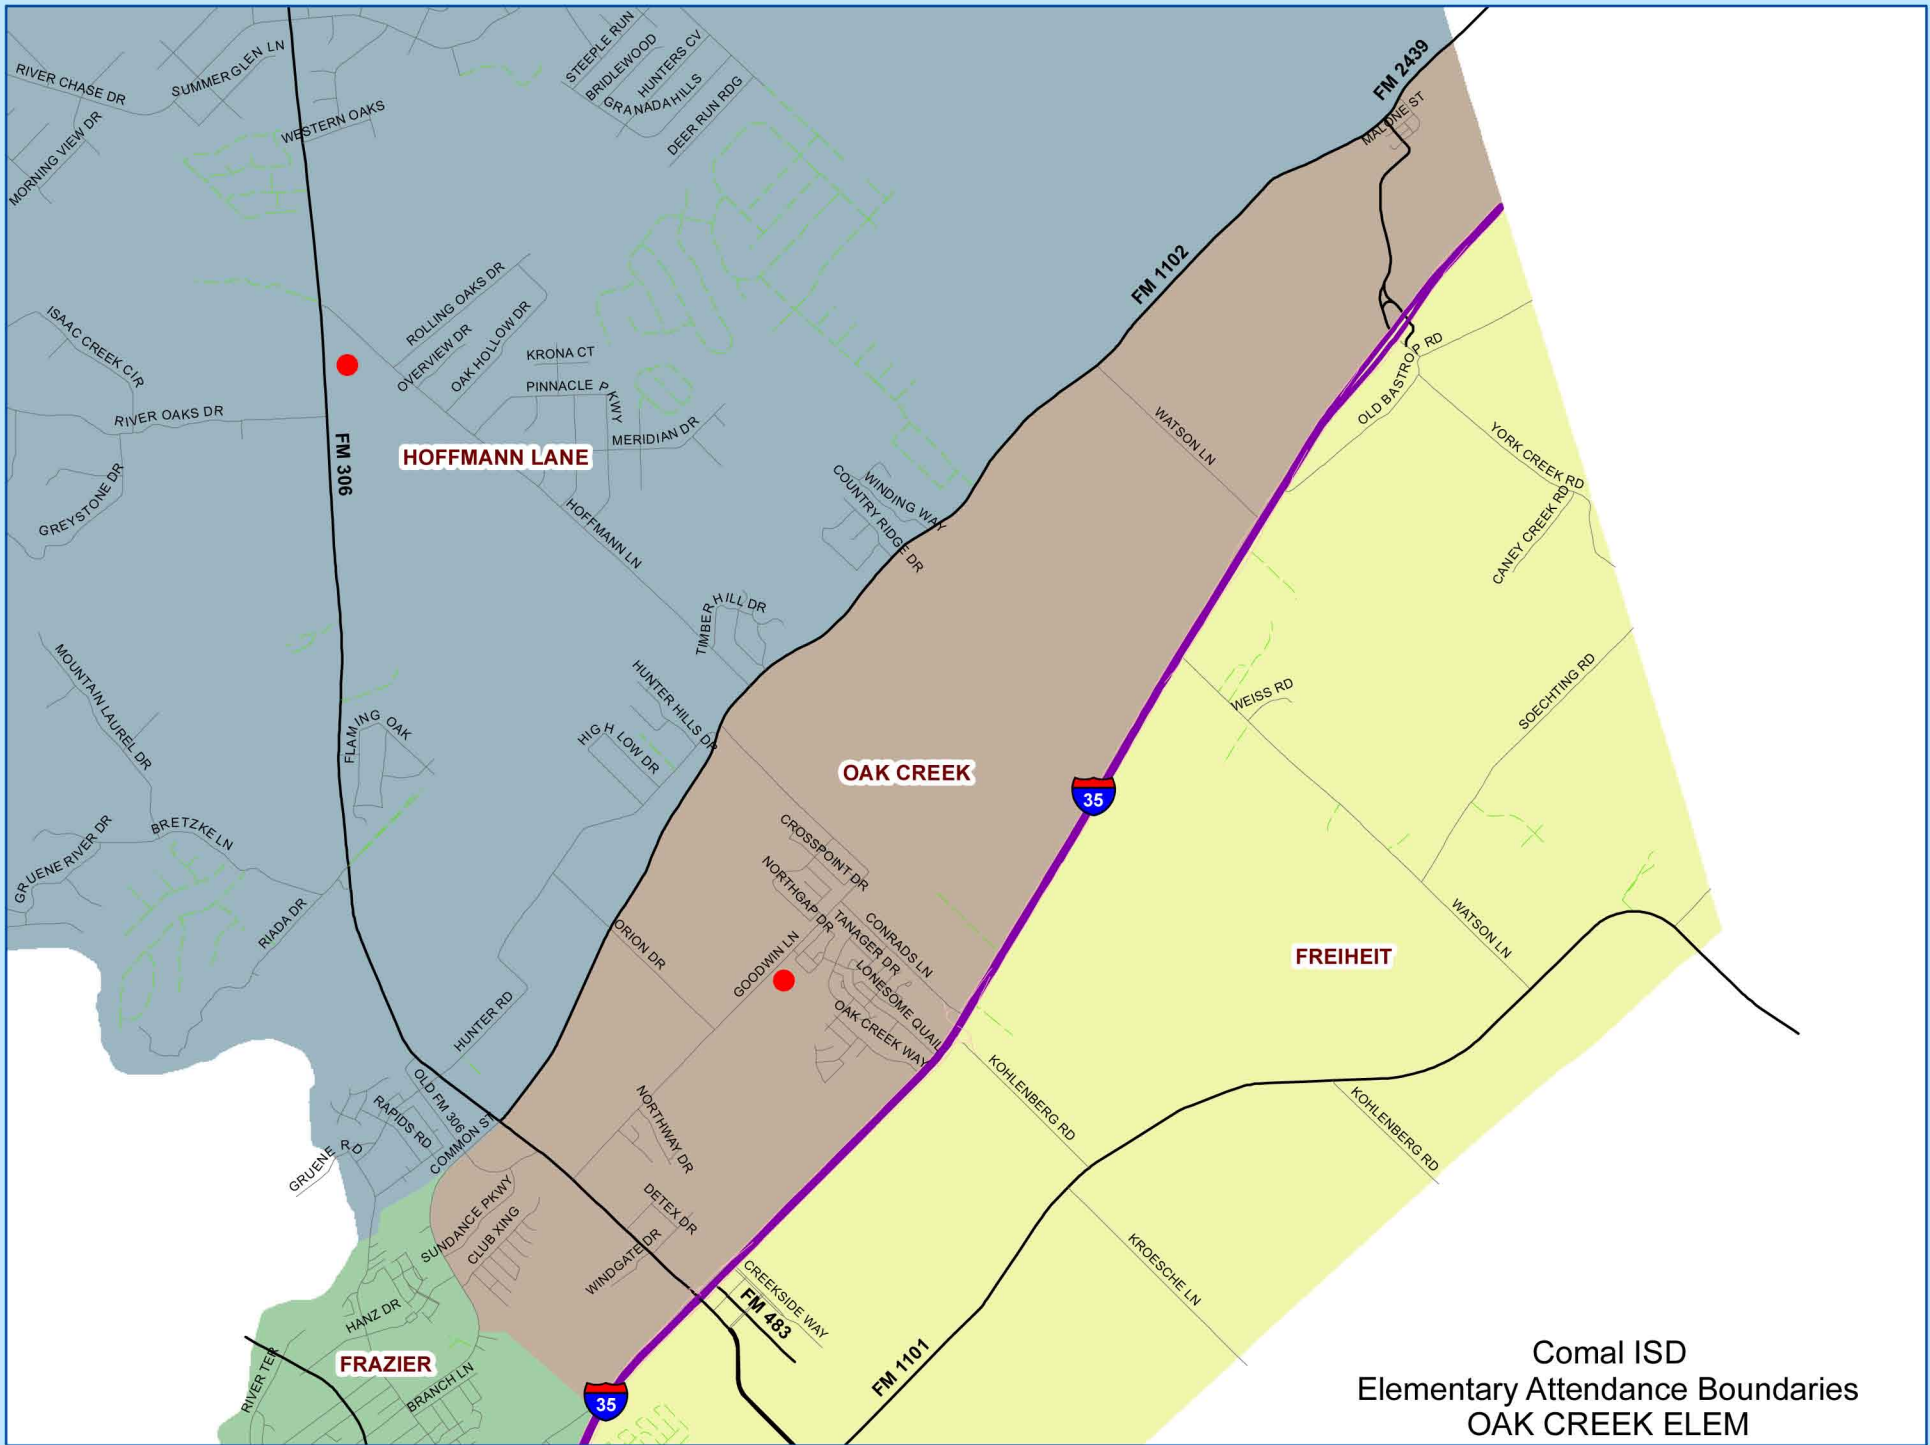 RIVER CHASE DR
SUMMERGLEN LN
WESTERN OAKS
MORNING VIEW DR
STEEPLE RUN
BRIDLEWOOD
HUNTERS CV
GRANADA HILLS
DEER RUN RDG
FM 2439
MALONE ST
FM 1102
ISAAC CREEK CIR
RIVER OAKS DR
GREYSTONE DR
FM 306
ROLLING OAKS DR
OVERVIEW DR
OAK HOLLOW DR
KRONA CT
PINNACLE PKWY
MERIDIAN DR
HOFFMANN LANE
HOFFMANN LN
WINDING WAY
COUNTRY RIDGE DR
WATSON LN
OLD BASTROP RD
YORK CREEK RD
CANEY CREEK RD
TIMBER HILL DR
HUNTER HILLS DR
HIGH LOW DR
MOUNTAIN LAUREL DR
FLAMING OAK
WEISS RD
SOECHTING RD
OAK CREEK
35
GRUENE RIVER DR
BRETZKE LN
RIADA DR
CROSSPOINT DR
NORTHGAP DR
TANAGER DR
CONRADS LN
LONESOME QUAIL
OAK CREEK WAY
GOODWIN LN
ORION DR
HUNTER RD
FREIHEIT
WATSON LN
OLD FM 306
RAPIDS RD
COMMON ST
GRUENE RD
NORTHWAY DR
KOHLENBERG RD
KOHLENBERG RD
SUNDANCE PKWY
CLUB XING
DETEX DR
WINDGATE DR
CREEKSIDE WAY
FM 483
KROESCHE LN
HANZ DR
FRAZIER
RIVER TER
BRANCH LN
35
FM 1101
Comal ISD
Elementary Attendance Boundaries
OAK CREEK ELEM